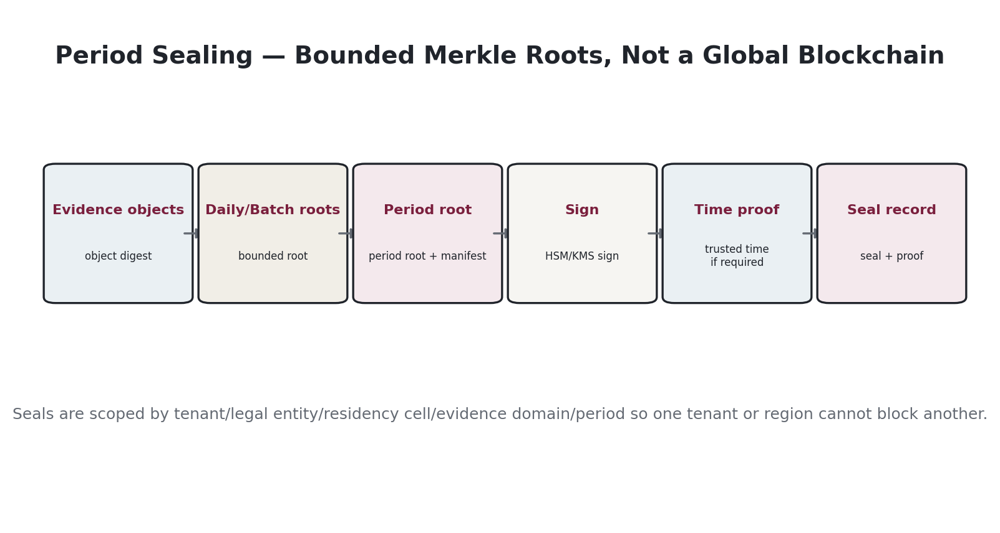 Period Sealing — Bounded Merkle Roots, Not a Global Blockchain
Evidence objects
object digest
Daily/Batch roots
bounded root
Period root
period root + manifest
Sign
HSM/KMS sign
Time proof
trusted time
if required
Seal record
seal + proof
Seals are scoped by tenant/legal entity/residency cell/evidence domain/period so one tenant or region cannot block another.